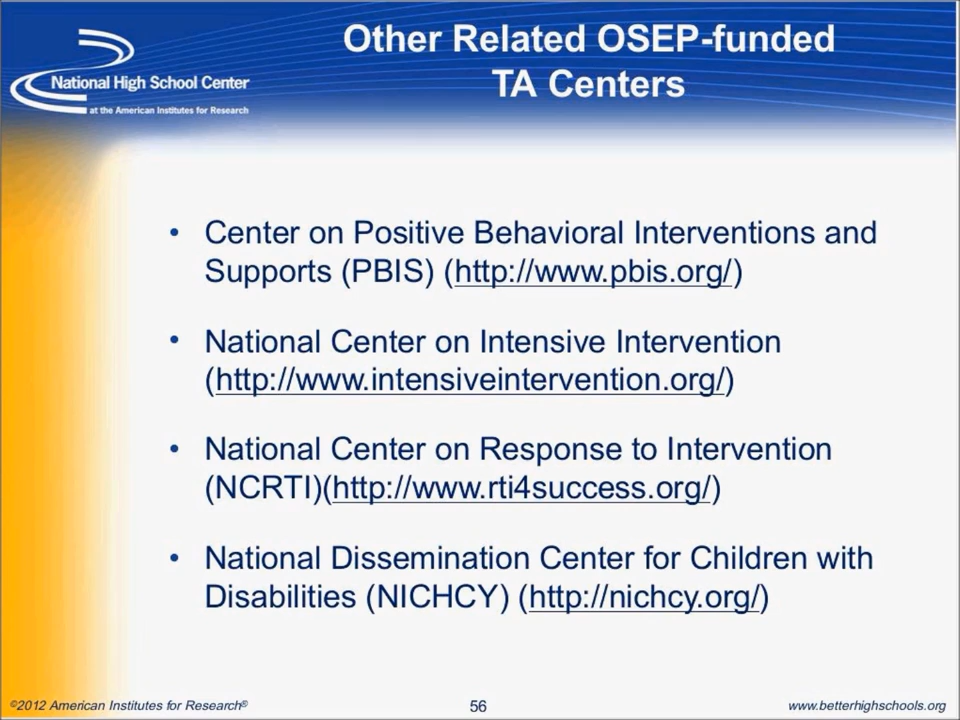 Other Related OSEP-funded
TA Centers
National High School Center
at the American Institutes for Research
• Center on Positive Behavioral Interventions and
Supports (PBIS) (http://www.pbis.org/)
• National Center on Intensive Intervention
(http://www.intensiveintervention.org/)
• National Center on Response to Intervention
(NCRTI)(http://www.rti4success.org/)
• National Dissemination Center for Children with
Disabilities (NICHCY) (http://nichcy.org/)
©2012 American Institutes for Research®
56
www.betterhighschools.org